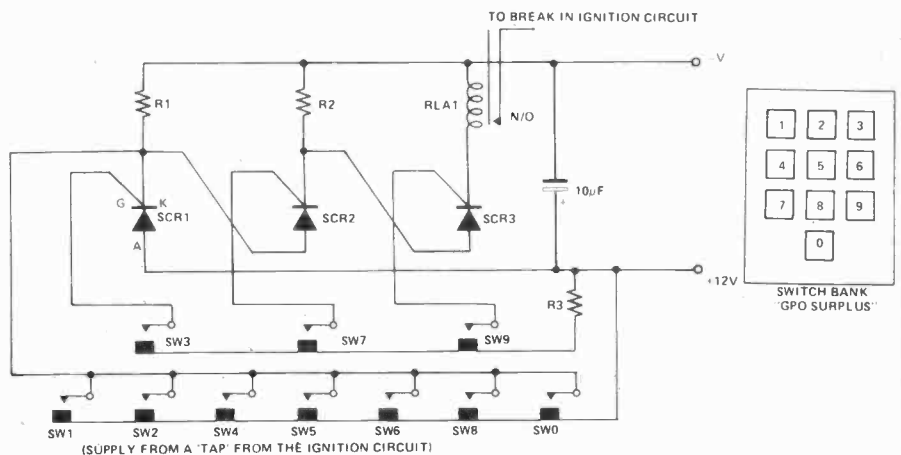 TO BREAK IN IGNITION CIRCUIT
–V
R1
R2
RLA1
N/O
1 2 3
4 5 6
7 8 9
0
10µF
+
G K
SCR1
SCR2
SCR3
A
+12V
SWITCH BANK
"GPO SURPLUS"
R3
SW3
SW7
SW9
SW1 SW2 SW4 SW5 SW6 SW8 SW0
(SUPPLY FROM A 'TAP' FROM THE IGNITION CIRCUIT)